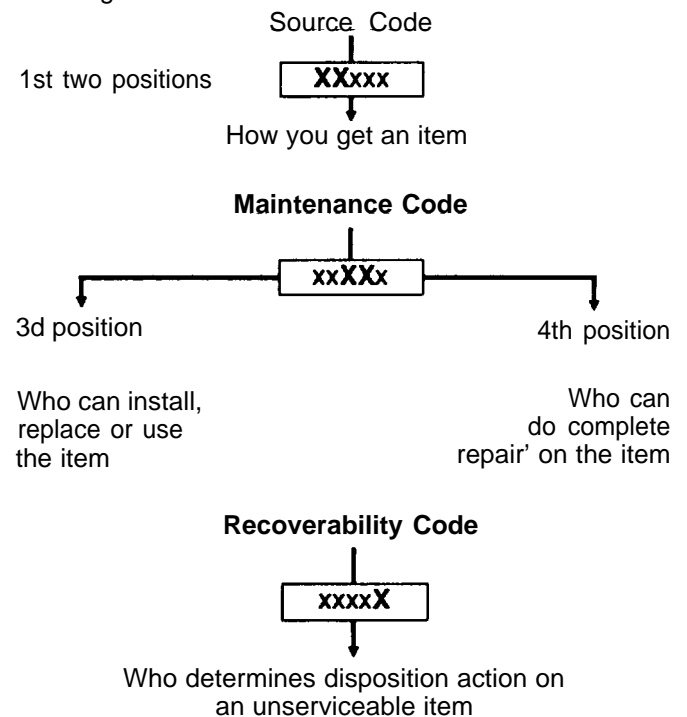 Source Code
1st two positions
XXxxx
How you get an item
Maintenance Code
xxXXx
3d position
4th position
Who can install,
replace or use
the item
Who can
do complete
repair' on the item
Recoverability Code
xxxxX
Who determines disposition action on
an unserviceable item